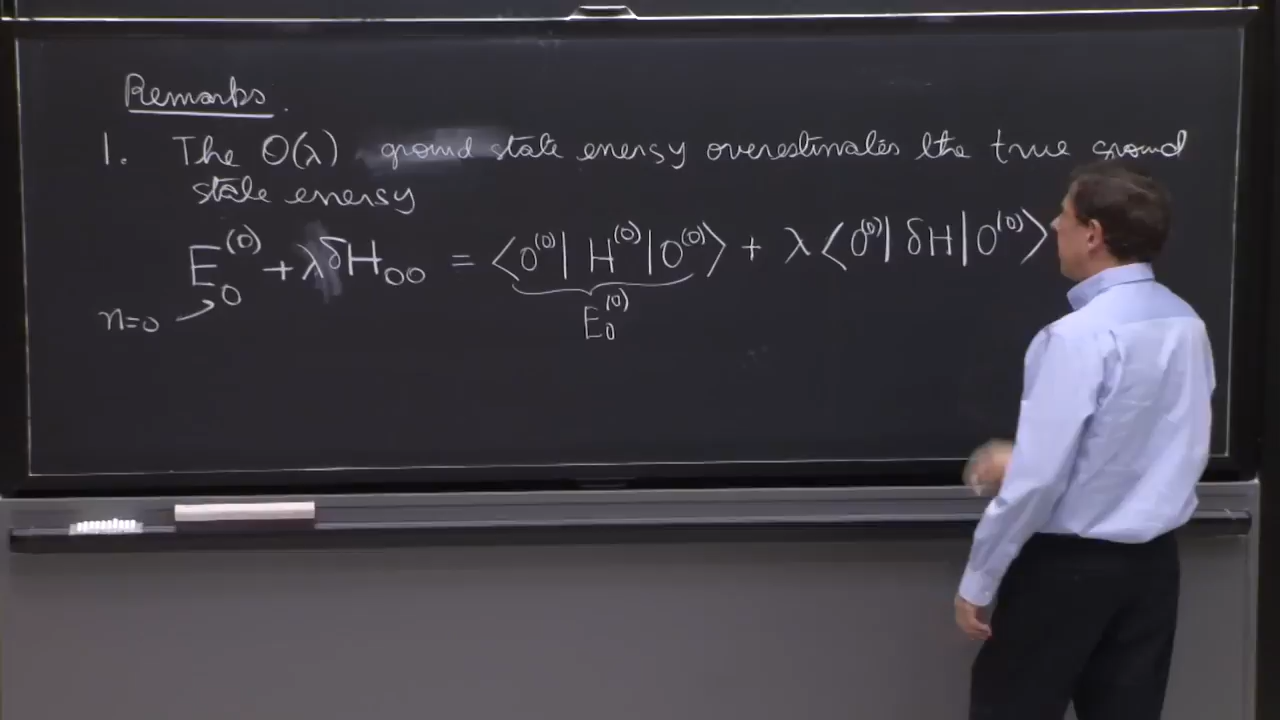 Remarks.
1. The O(λ) ground state energy overestimates the true ground
state energy
E₀⁽⁰⁾ + λδH₀₀ = ⟨0⁽⁰⁾| H⁽⁰⁾ |0⁽⁰⁾⟩ + λ⟨0⁽⁰⁾| δH |0⁽⁰⁾⟩
n=0
E₀⁽⁰⁾